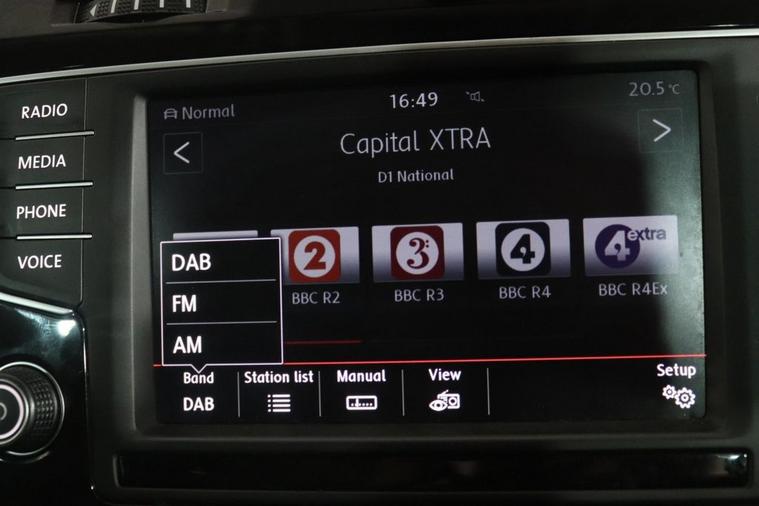 RADIO
MEDIA
PHONE
VOICE
Normal
16:49
20.5 °C
<
Capital XTRA
>
D1 National
2
3
4
4 extra
BBC R2
BBC R3
BBC R4
BBC R4Ex
DAB
FM
AM
Band
DAB
Station list
Manual
View
Setup